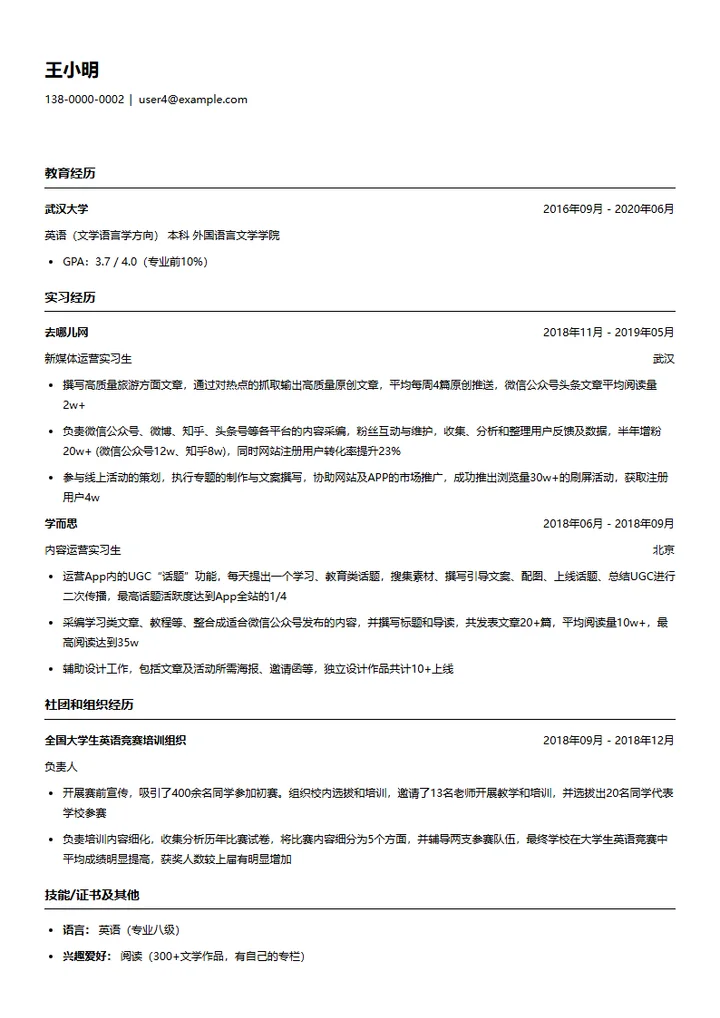 王小明
138-0000-0002 | user4@example.com
教育经历
武汉大学 2016年09月 - 2020年06月
英语（文学语言学方向） 本科 外国语言文学学院
• GPA：3.7 / 4.0（专业前10%）
实习经历
去哪儿网 2018年11月 - 2019年05月
新媒体运营实习生 武汉
• 撰写高质量旅游方面文章，通过对热点的抓取输出高质量原创文章，平均每周4篇原创推送，微信公众号头条文章平均阅读量
2w+
• 负责微信公众号、微博、知乎、头条号等各平台的内容采编，粉丝互动与维护，收集、分析和整理用户反馈及数据，半年增粉
20w+ (微信公众号12w、知乎8w)，同时网站注册用户转化率提升23%
• 参与线上活动的策划，执行专题的制作与文案撰写，协助网站及APP的市场推广，成功推出浏览量30w+的刷屏活动，获取注册
用户4w
学而思 2018年06月 - 2018年09月
内容运营实习生 北京
• 运营App内的UGC“话题”功能，每天提出一个学习、教育类话题，搜集素材、撰写引导文案、配图、上线话题、总结UGC进行
二次传播，最高话题活跃度达到App全站的1/4
• 采编学习类文章、教程等、整合成适合微信公众号发布的内容，并撰写标题和导读，共发表文章20+篇，平均阅读量10w+，最
高阅读达到35w
• 辅助设计工作，包括文章及活动所需海报、邀请函等，独立设计作品共计10+上线
社团和组织经历
全国大学生英语竞赛培训组织 2018年09月 - 2018年12月
负责人
• 开展赛前宣传，吸引了400余名同学参加初赛。组织校内选拔和培训，邀请了13名老师开展教学和培训，并选拔出20名同学代表
学校参赛
• 负责培训内容细化，收集分析历年比赛试卷，将比赛内容细分为5个方面，并辅导两支参赛队伍，最终学校在大学生英语竞赛中
平均成绩明显提高，获奖人数较上届有明显增加
技能/证书及其他
• 语言： 英语（专业八级）
• 兴趣爱好： 阅读（300+文学作品，有自己的专栏）